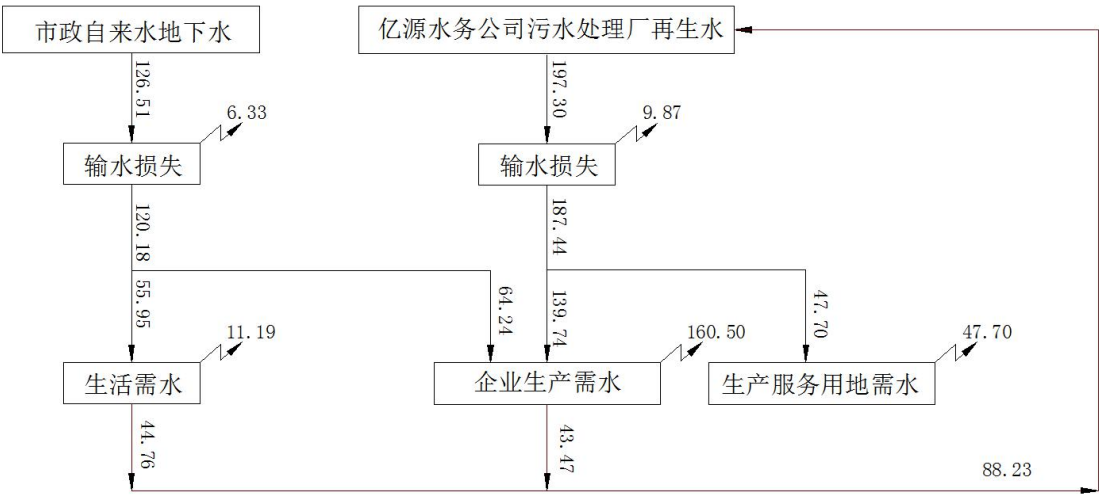 市政自来水地下水
亿源水务公司污水处理厂再生水
126.51
197.30
6.33
9.87
输水损失
输水损失
120.18
187.44
55.95
64.24
139.74
47.70
11.19
160.50
47.70
生活需水
企业生产需水
生产服务用地需水
44.76
43.47
88.23